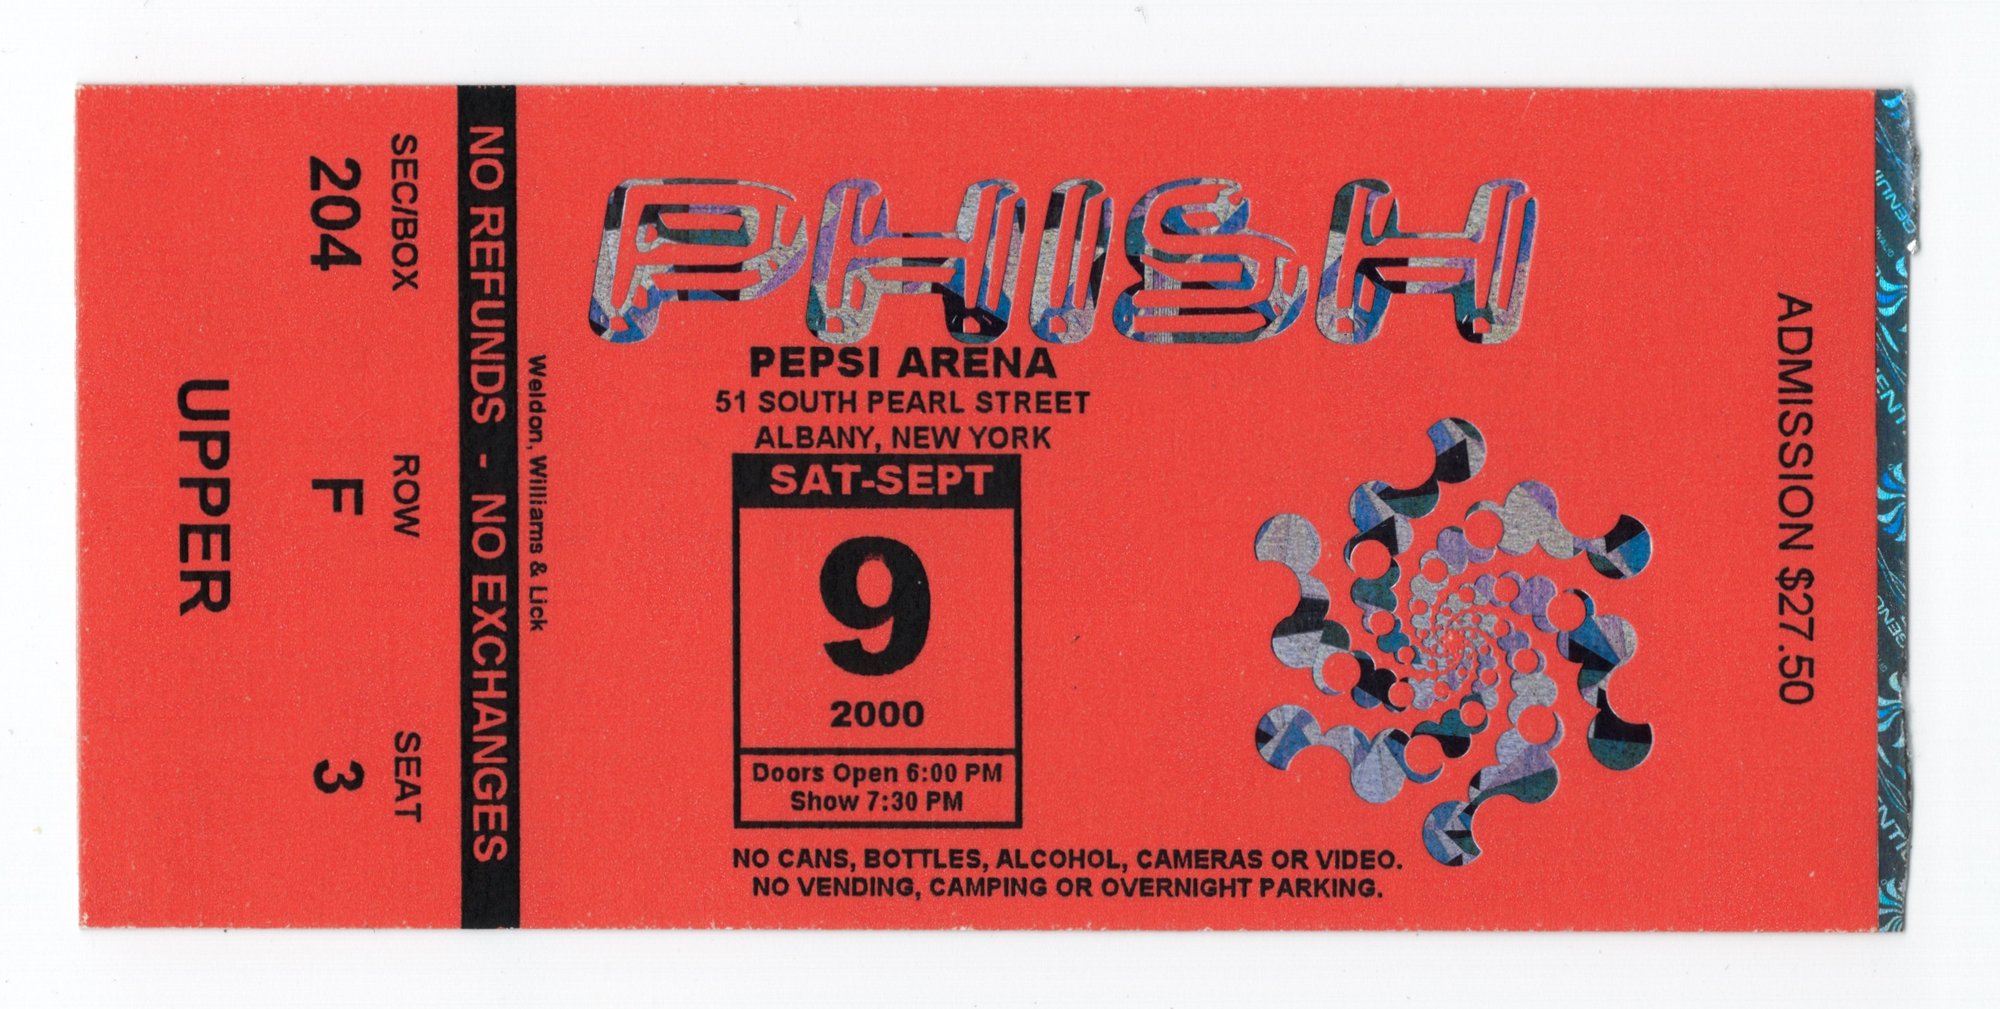 SEC/BOX ROW SEAT
204 F 3
UPPER
NO REFUNDS - NO EXCHANGES
Weldon, Williams & Lick
PHISH
PEPSI ARENA
51 SOUTH PEARL STREET
ALBANY, NEW YORK
SAT-SEPT
9
2000
Doors Open 6:00 PM
Show 7:30 PM
NO CANS, BOTTLES, ALCOHOL, CAMERAS OR VIDEO.
NO VENDING, CAMPING OR OVERNIGHT PARKING.
ADMISSION $27.50